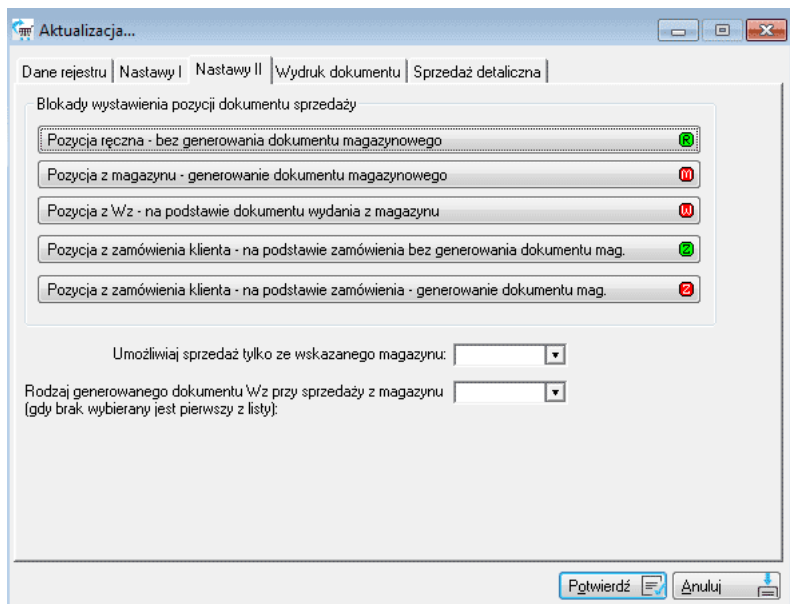 Aktualizacja...
Dane rejestru Nastawy I Nastawy II Wydruk dokumentu Sprzedaż detaliczna
Blokady wystawienia pozycji dokumentu sprzedaży
Pozycja ręczna - bez generowania dokumentu magazynowego R
Pozycja z magazynu - generowanie dokumentu magazynowego M
Pozycja z Wz - na podstawie dokumentu wydania z magazynu W
Pozycja z zamówienia klienta - na podstawie zamówienia bez generowania dokumentu mag. Z
Pozycja z zamówienia klienta - na podstawie zamówienia - generowanie dokumentu mag. Z
Umożliwiaj sprzedaż tylko ze wskazanego magazynu:
Rodzaj generowanego dokumentu Wz przy sprzedaży z magazynu
(gdy brak wybierany jest pierwszy z listy):
Potwierdź Anuluj